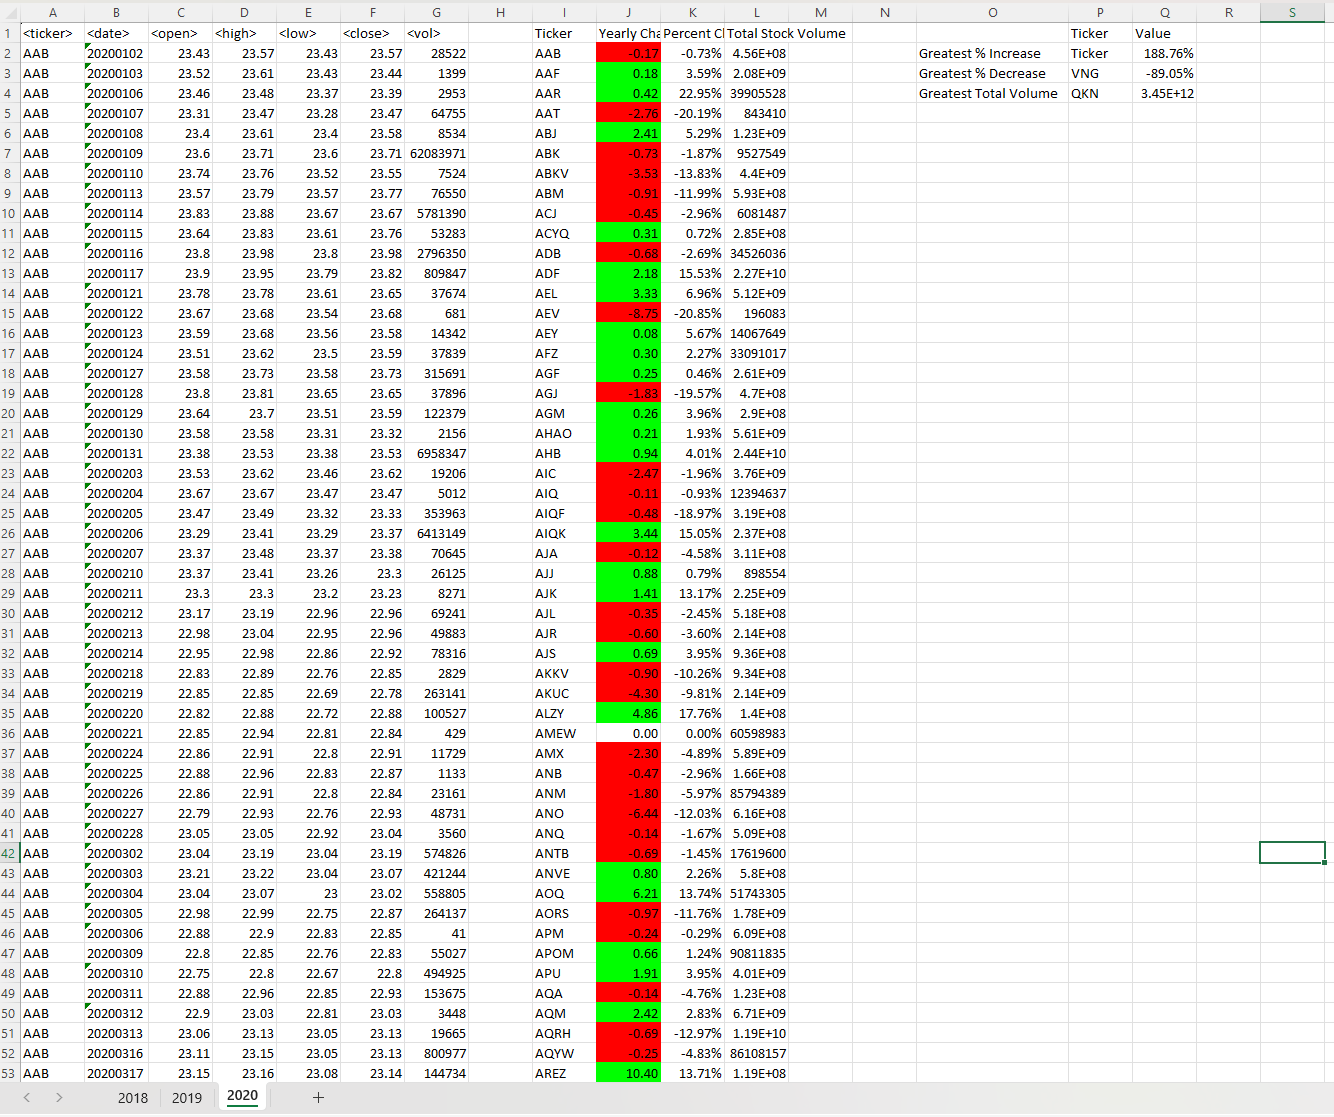 A B C D E F G H I J K L M N O P Q R S
1 <ticker> <date> <open> <high> <low> <close> <vol> Ticker Yearly Cha Percent Cl Total Stock Volume Ticker Value
2 AAB 20200102 23.43 23.57 23.43 23.57 28522 AAB -0.17 -0.73% 4.56E+08 Greatest % Increase Ticker 188.76%
3 AAB 20200103 23.52 23.61 23.43 23.44 1399 AAF 0.18 3.59% 2.08E+09 Greatest % Decrease VNG -89.05%
4 AAB 20200106 23.46 23.48 23.37 23.39 2953 AAR 0.42 22.95% 39905528 Greatest Total Volume QKN 3.45E+12
5 AAB 20200107 23.31 23.47 23.28 23.47 64755 AAT -2.76 -20.19% 843410
6 AAB 20200108 23.4 23.61 23.4 23.58 8534 ABJ 2.41 5.29% 1.23E+09
7 AAB 20200109 23.6 23.71 23.6 23.71 62083971 ABK -0.73 -1.87% 9527549
8 AAB 20200110 23.74 23.76 23.52 23.55 7524 ABKV -3.53 -13.83% 4.4E+09
9 AAB 20200113 23.57 23.79 23.57 23.77 76550 ABM -0.91 -11.99% 5.93E+08
10 AAB 20200114 23.83 23.88 23.67 23.67 5781390 ACJ -0.45 -2.96% 6081487
11 AAB 20200115 23.64 23.83 23.61 23.76 53283 ACYQ 0.31 0.72% 2.85E+08
12 AAB 20200116 23.8 23.98 23.8 23.98 2796350 ADB -0.68 -2.69% 34526036
13 AAB 20200117 23.9 23.95 23.79 23.82 809847 ADF 2.18 15.53% 2.27E+10
14 AAB 20200121 23.78 23.78 23.61 23.65 37674 AEL 3.33 6.96% 5.12E+09
15 AAB 20200122 23.67 23.68 23.54 23.68 681 AEV -8.75 -20.85% 196083
16 AAB 20200123 23.59 23.68 23.56 23.58 14342 AEY 0.08 5.67% 14067649
17 AAB 20200124 23.51 23.62 23.5 23.59 37839 AFZ 0.30 2.27% 33091017
18 AAB 20200127 23.58 23.73 23.58 23.73 315691 AGF 0.25 0.46% 2.61E+09
19 AAB 20200128 23.8 23.81 23.65 23.65 37896 AGJ -1.83 -19.57% 4.7E+08
20 AAB 20200129 23.64 23.7 23.51 23.59 122379 AGM 0.26 3.96% 2.9E+08
21 AAB 20200130 23.58 23.58 23.31 23.32 2156 AHAO 0.21 1.93% 5.61E+09
22 AAB 20200131 23.38 23.53 23.38 23.53 6958347 AHB 0.94 4.01% 2.44E+10
23 AAB 20200203 23.53 23.62 23.46 23.62 19206 AIC -2.47 -1.96% 3.76E+09
24 AAB 20200204 23.67 23.67 23.47 23.47 5012 AIQ -0.11 -0.93% 12394637
25 AAB 20200205 23.47 23.49 23.32 23.33 353963 AIQF -0.48 -18.97% 3.19E+08
26 AAB 20200206 23.29 23.41 23.29 23.37 6413149 AIQK 3.44 15.05% 2.37E+08
27 AAB 20200207 23.37 23.48 23.37 23.38 70645 AJA -0.12 -4.58% 3.11E+08
28 AAB 20200210 23.37 23.41 23.26 23.3 26125 AJJ 0.88 0.79% 898554
29 AAB 20200211 23.3 23.3 23.2 23.23 8271 AJK 1.41 13.17% 2.25E+09
30 AAB 20200212 23.17 23.19 22.96 22.96 69241 AJL -0.35 -2.45% 5.18E+08
31 AAB 20200213 22.98 23.04 22.95 22.96 49883 AJR -0.60 -3.60% 2.14E+08
32 AAB 20200214 22.95 22.98 22.86 22.92 78316 AJS 0.69 3.95% 9.36E+08
33 AAB 20200218 22.83 22.89 22.76 22.85 2829 AKKV -0.90 -10.26% 9.34E+08
34 AAB 20200219 22.85 22.85 22.69 22.78 263141 AKUC -4.30 -9.81% 2.14E+09
35 AAB 20200220 22.82 22.88 22.72 22.88 100527 ALZY 4.86 17.76% 1.4E+08
36 AAB 20200221 22.85 22.94 22.81 22.84 429 AMEW 0.00 0.00% 60598983
37 AAB 20200224 22.86 22.91 22.8 22.91 11729 AMX -2.30 -4.89% 5.89E+09
38 AAB 20200225 22.88 22.96 22.83 22.87 1133 ANB -0.47 -2.96% 1.66E+08
39 AAB 20200226 22.86 22.91 22.8 22.84 23161 ANM -1.80 -5.97% 85794389
40 AAB 20200227 22.79 22.93 22.76 22.93 48731 ANO -6.44 -12.03% 6.16E+08
41 AAB 20200228 23.05 23.05 22.92 23.04 3560 ANQ -0.14 -1.67% 5.09E+08
42 AAB 20200302 23.04 23.19 23.04 23.19 574826 ANTB -0.69 -1.45% 17619600
43 AAB 20200303 23.21 23.22 23.04 23.07 421244 ANVE 0.80 2.26% 5.8E+08
44 AAB 20200304 23.04 23.07 23 23.02 558805 AOQ 6.21 13.74% 51743305
45 AAB 20200305 22.98 22.99 22.75 22.87 264137 AORS -0.97 -11.76% 1.78E+09
46 AAB 20200306 22.88 22.9 22.83 22.85 41 APM -0.24 -0.29% 6.09E+08
47 AAB 20200309 22.8 22.85 22.76 22.83 55027 APOM 0.66 1.24% 90811835
48 AAB 20200310 22.75 22.8 22.67 22.8 494925 APU 1.91 3.95% 4.01E+09
49 AAB 20200311 22.88 22.96 22.85 22.93 153675 AQA -0.14 -4.76% 1.23E+08
50 AAB 20200312 22.9 23.03 22.81 23.03 3448 AQM 2.42 2.83% 6.71E+09
51 AAB 20200313 23.06 23.13 23.05 23.13 19665 AQRH -0.69 -12.97% 1.19E+10
52 AAB 20200316 23.11 23.15 23.05 23.13 800977 AQYW -0.25 -4.83% 86108157
53 AAB 20200317 23.15 23.16 23.08 23.14 144734 AREZ 10.40 13.71% 1.19E+08
2018 2019 2020 +